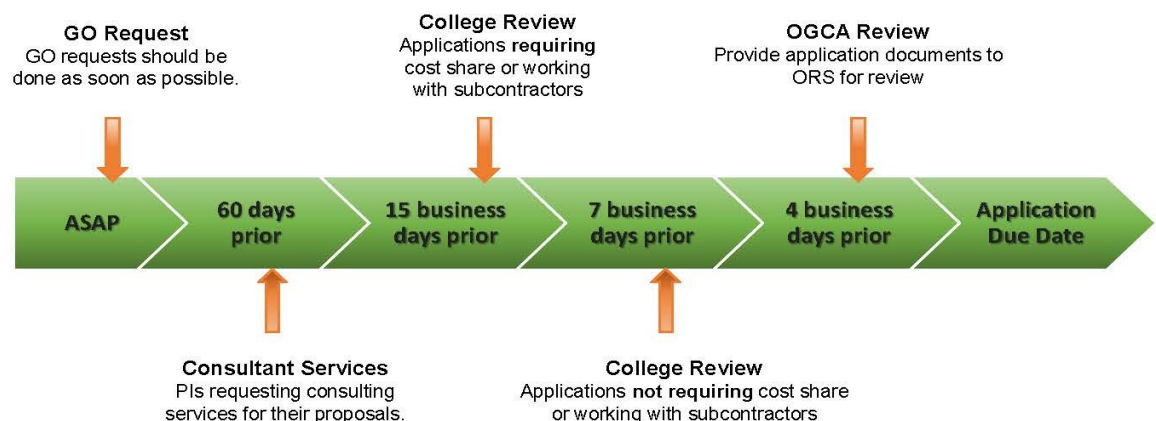 GO Request
GO requests should be
done as soon as possible.
College Review
Applications requiring
cost share or working
with subcontractors
OGCA Review
Provide application documents to
ORS for review
ASAP
60 days
prior
15 business
days prior
7 business
days prior
4 business
days prior
Application
Due Date
Consultant Services
PIs requesting consulting
services for their proposals.
College Review
Applications not requiring cost share
or working with subcontractors